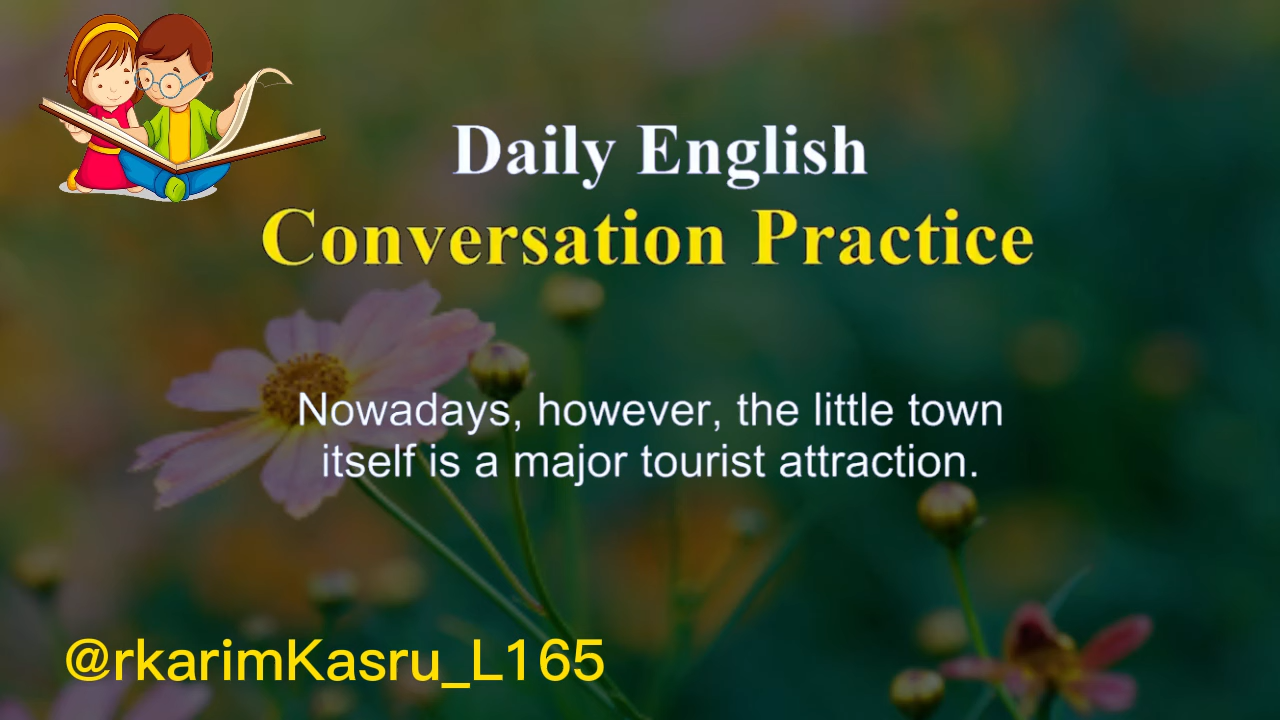 Daily English
Conversation Practice
Nowadays, however, the little town
itself is a major tourist attraction.
@rkarimKasru_L165